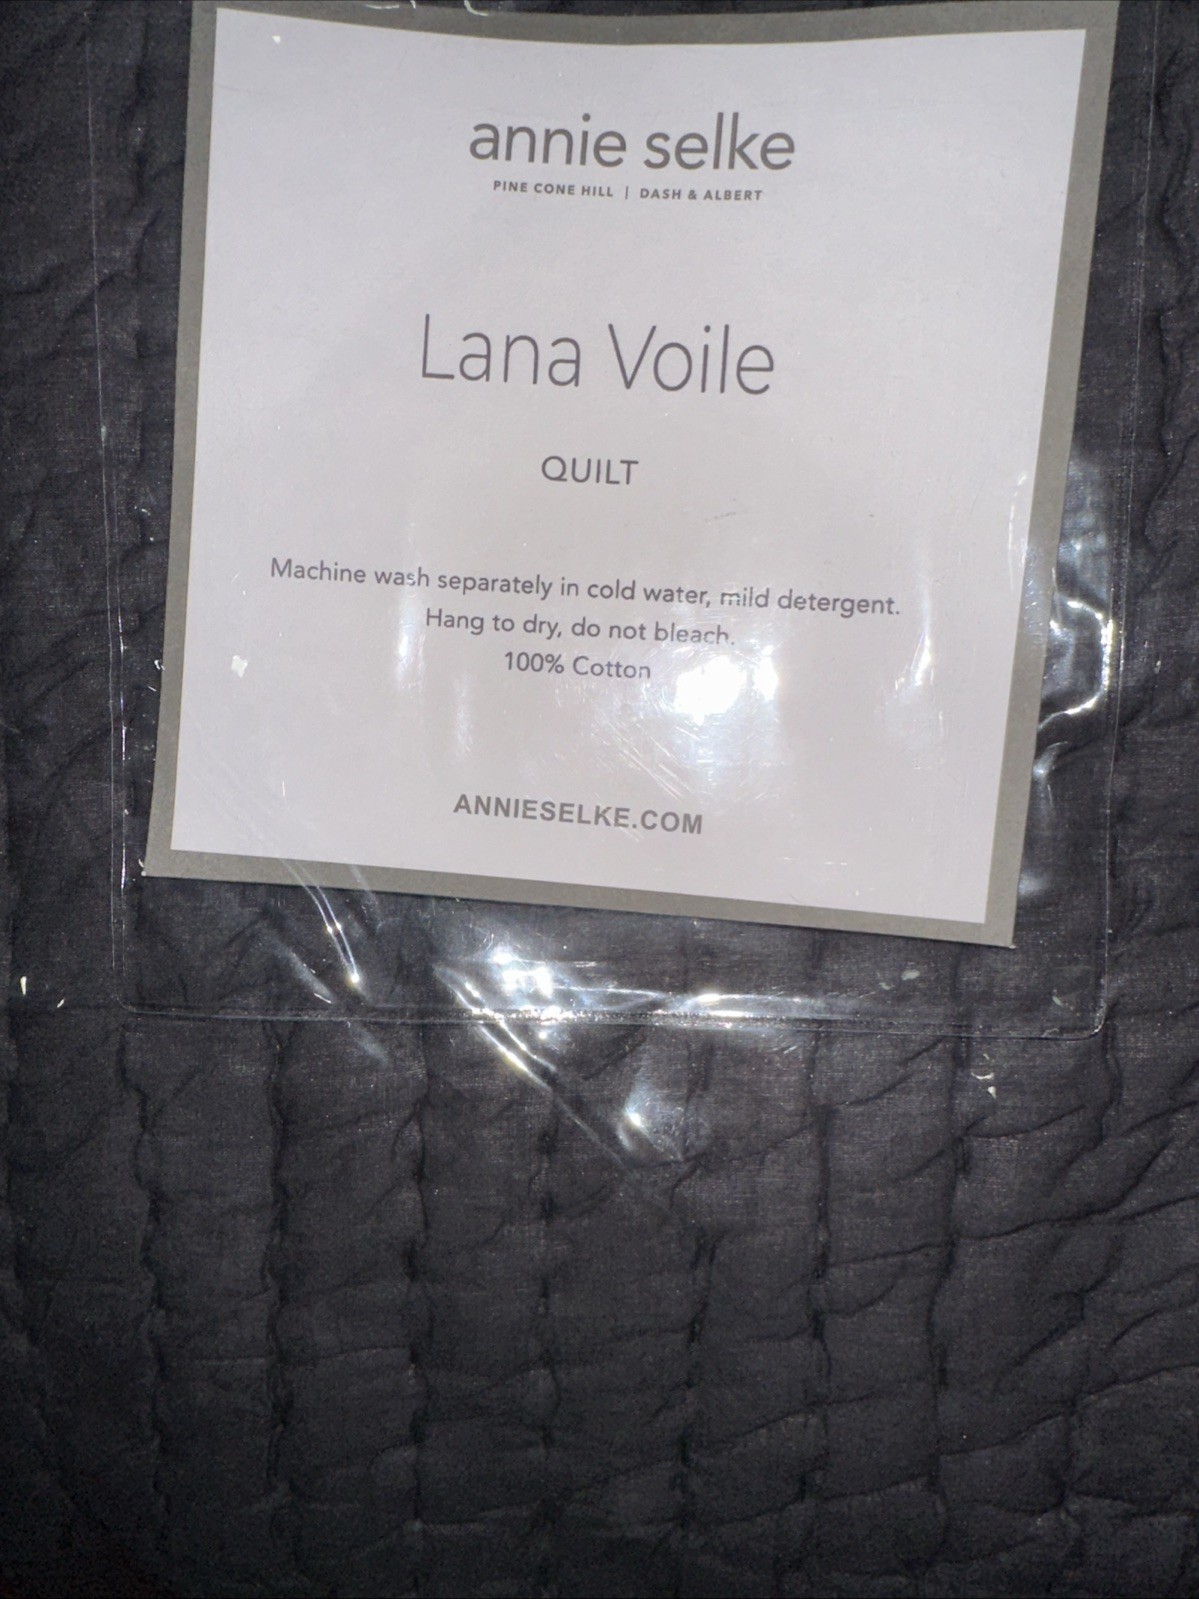 annie selke
PINE CONE HILL | DASH & ALBERT
Lana Voile
QUILT
Machine wash separately in cold water, mild detergent.
Hang to dry, do not bleach.
100% Cotton
ANNIESELKE.COM